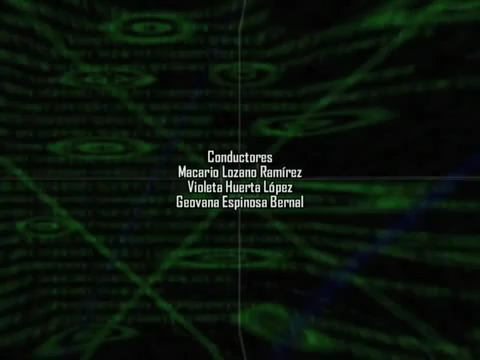 Conductores
Macario Lozano Ramírez
Violeta Huerta López
Geovana Espinosa Bernal